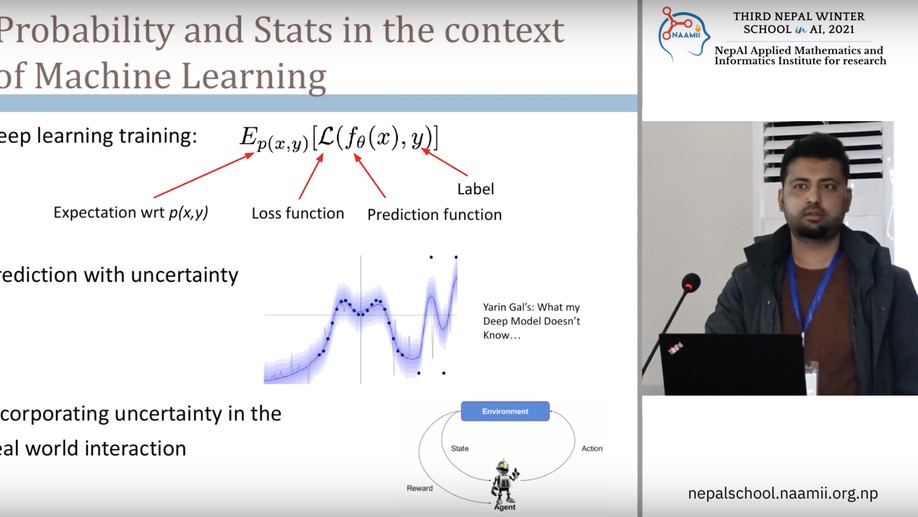 Probability and Stats in the context
of Machine Learning
eep learning training:
E_{p(x,y)}[ℒ(f_θ(x), y)]
Label
Expectation wrt p(x,y)
Loss function
Prediction function
rediction with uncertainty
Yarin Gal's: What my
Deep Model Doesn't
Know…
corporating uncertainty in the
eal world interaction
Environment
State
Action
Reward
Agent
NAAMII
THIRD NEPAL WINTER
SCHOOL in AI, 2021
NepAl Applied Mathematics and
Informatics Institute for research
nepalschool.naamii.org.np